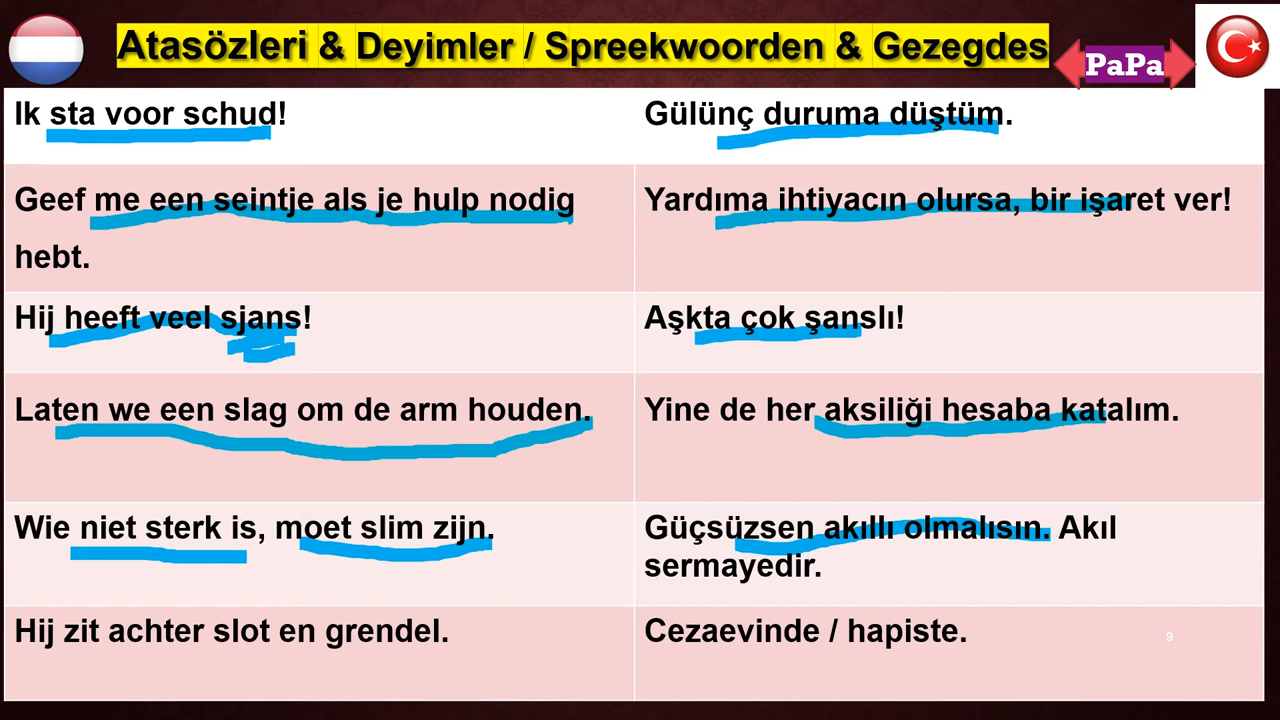 Atasözleri & Deyimler / Spreekwoorden & Gezegdes
PaPa
Ik sta voor schud!
Gülünç duruma düştüm.
Geef me een seintje als je hulp nodig
hebt.
Yardıma ihtiyacın olursa, bir işaret ver!
Hij heeft veel sjans!
Aşkta çok şanslı!
Laten we een slag om de arm houden.
Yine de her aksiliği hesaba katalım.
Wie niet sterk is, moet slim zijn.
Güçsüzsen akıllı olmalısın. Akıl
sermayedir.
Hij zit achter slot en grendel.
Cezaevinde / hapiste.
9